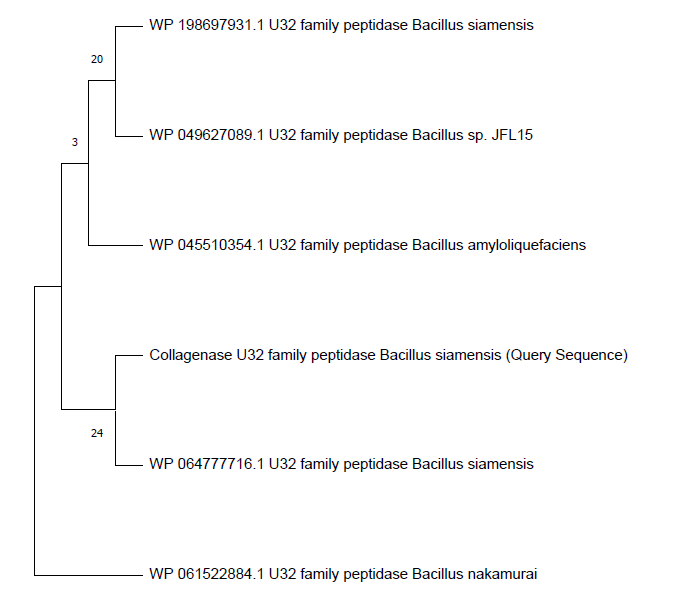 WP 198697931.1 U32 family peptidase Bacillus siamensis
20
WP 049627089.1 U32 family peptidase Bacillus sp. JFL15
3
WP 045510354.1 U32 family peptidase Bacillus amyloliquefaciens
Collagenase U32 family peptidase Bacillus siamensis (Query Sequence)
24
WP 064777716.1 U32 family peptidase Bacillus siamensis
WP 061522884.1 U32 family peptidase Bacillus nakamurai